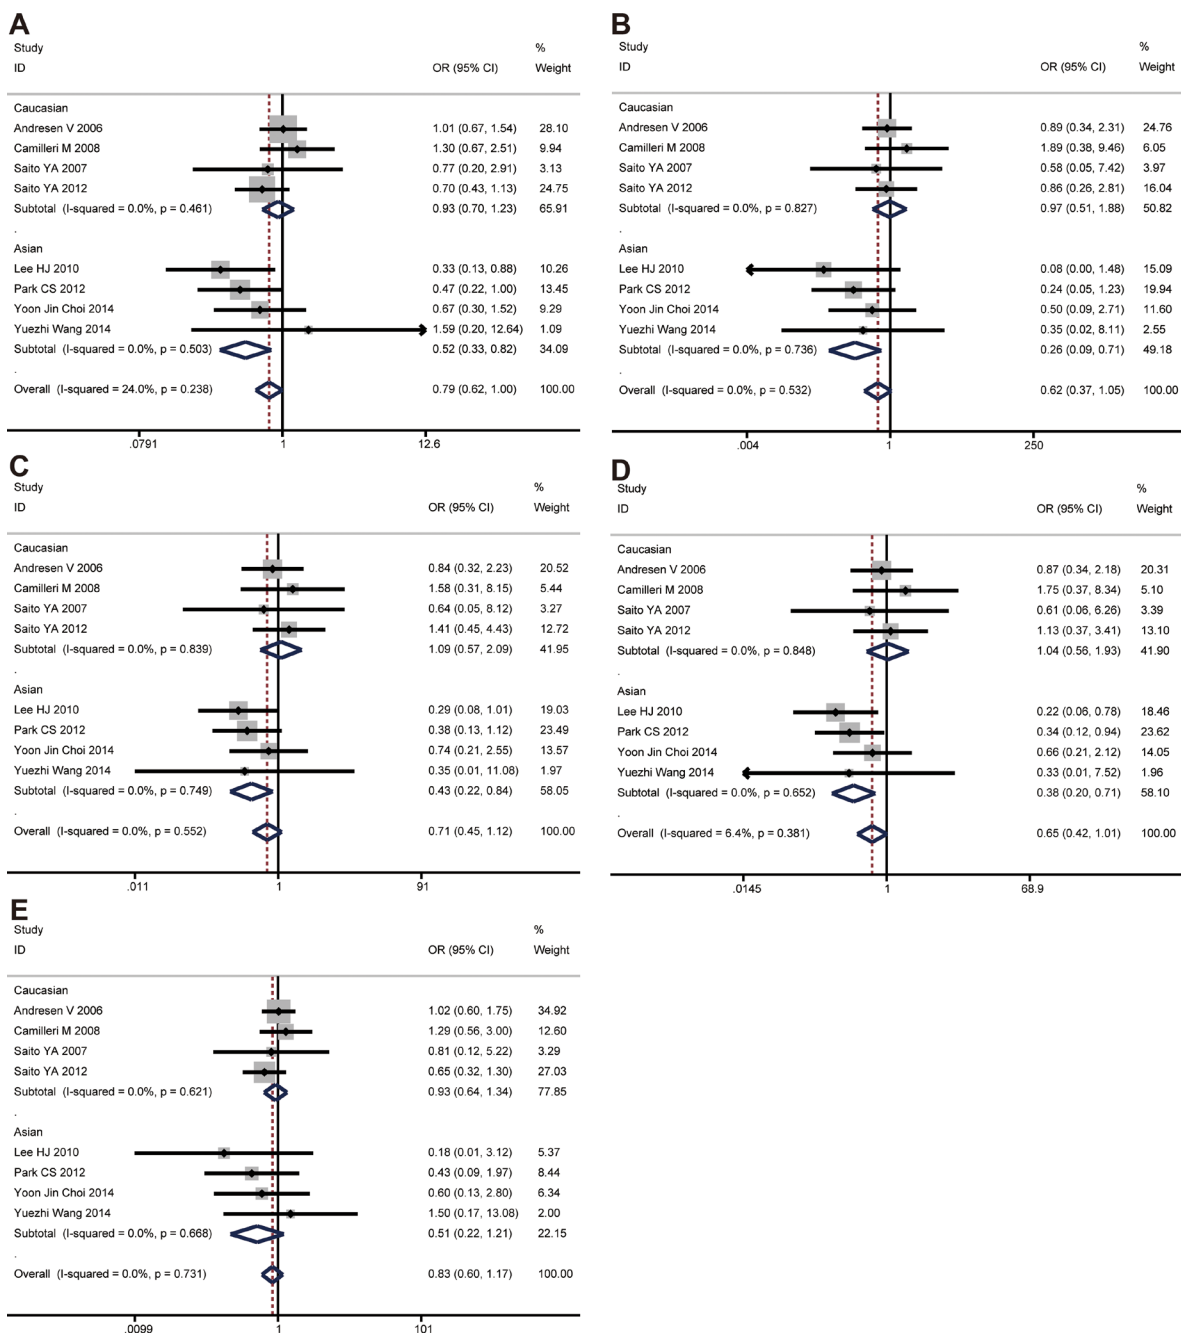 A
Study %
ID OR (95% CI) Weight
Caucasian
Andresen V 2006 1.01 (0.67, 1.54) 28.10
Camilleri M 2008 1.30 (0.67, 2.51) 9.94
Saito YA 2007 0.77 (0.20, 2.91) 3.13
Saito YA 2012 0.70 (0.43, 1.13) 24.75
Subtotal (I-squared = 0.0%, p = 0.461) 0.93 (0.70, 1.23) 65.91
.
Asian
Lee HJ 2010 0.33 (0.13, 0.88) 10.26
Park CS 2012 0.47 (0.22, 1.00) 13.45
Yoon Jin Choi 2014 0.67 (0.30, 1.52) 9.29
Yuezhi Wang 2014 1.59 (0.20, 12.64) 1.09
Subtotal (I-squared = 0.0%, p = 0.503) 0.52 (0.33, 0.82) 34.09
.
Overall (I-squared = 24.0%, p = 0.238) 0.79 (0.62, 1.00) 100.00
.0791 1 12.6
B
Study %
ID OR (95% CI) Weight
Caucasian
Andresen V 2006 0.89 (0.34, 2.31) 24.76
Camilleri M 2008 1.89 (0.38, 9.46) 6.05
Saito YA 2007 0.58 (0.05, 7.42) 3.97
Saito YA 2012 0.86 (0.26, 2.81) 16.04
Subtotal (I-squared = 0.0%, p = 0.827) 0.97 (0.51, 1.88) 50.82
.
Asian
Lee HJ 2010 0.08 (0.00, 1.48) 15.09
Park CS 2012 0.24 (0.05, 1.23) 19.94
Yoon Jin Choi 2014 0.50 (0.09, 2.71) 11.60
Yuezhi Wang 2014 0.35 (0.02, 8.11) 2.55
Subtotal (I-squared = 0.0%, p = 0.736) 0.26 (0.09, 0.71) 49.18
.
Overall (I-squared = 0.0%, p = 0.532) 0.62 (0.37, 1.05) 100.00
.004 1 250
C
Study %
ID OR (95% CI) Weight
Caucasian
Andresen V 2006 0.84 (0.32, 2.23) 20.52
Camilleri M 2008 1.58 (0.31, 8.15) 5.44
Saito YA 2007 0.64 (0.05, 8.12) 3.27
Saito YA 2012 1.41 (0.45, 4.43) 12.72
Subtotal (I-squared = 0.0%, p = 0.839) 1.09 (0.57, 2.09) 41.95
.
Asian
Lee HJ 2010 0.29 (0.08, 1.01) 19.03
Park CS 2012 0.38 (0.13, 1.12) 23.49
Yoon Jin Choi 2014 0.74 (0.21, 2.55) 13.57
Yuezhi Wang 2014 0.35 (0.01, 11.08) 1.97
Subtotal (I-squared = 0.0%, p = 0.749) 0.43 (0.22, 0.84) 58.05
.
Overall (I-squared = 0.0%, p = 0.552) 0.71 (0.45, 1.12) 100.00
.011 1 91
D
Study %
ID OR (95% CI) Weight
Caucasian
Andresen V 2006 0.87 (0.34, 2.18) 20.31
Camilleri M 2008 1.75 (0.37, 8.34) 5.10
Saito YA 2007 0.61 (0.06, 6.26) 3.39
Saito YA 2012 1.13 (0.37, 3.41) 13.10
Subtotal (I-squared = 0.0%, p = 0.848) 1.04 (0.56, 1.93) 41.90
.
Asian
Lee HJ 2010 0.22 (0.06, 0.78) 18.46
Park CS 2012 0.34 (0.12, 0.94) 23.62
Yoon Jin Choi 2014 0.66 (0.21, 2.12) 14.05
Yuezhi Wang 2014 0.33 (0.01, 7.52) 1.96
Subtotal (I-squared = 0.0%, p = 0.652) 0.38 (0.20, 0.71) 58.10
.
Overall (I-squared = 6.4%, p = 0.381) 0.65 (0.42, 1.01) 100.00
.0145 1 68.9
E
Study %
ID OR (95% CI) Weight
Caucasian
Andresen V 2006 1.02 (0.60, 1.75) 34.92
Camilleri M 2008 1.29 (0.56, 3.00) 12.60
Saito YA 2007 0.81 (0.12, 5.22) 3.29
Saito YA 2012 0.65 (0.32, 1.30) 27.03
Subtotal (I-squared = 0.0%, p = 0.621) 0.93 (0.64, 1.34) 77.85
.
Asian
Lee HJ 2010 0.18 (0.01, 3.12) 5.37
Park CS 2012 0.43 (0.09, 1.97) 8.44
Yoon Jin Choi 2014 0.60 (0.13, 2.80) 6.34
Yuezhi Wang 2014 1.50 (0.17, 13.08) 2.00
Subtotal (I-squared = 0.0%, p = 0.668) 0.51 (0.22, 1.21) 22.15
.
Overall (I-squared = 0.0%, p = 0.731) 0.83 (0.60, 1.17) 100.00
.0099 1 101